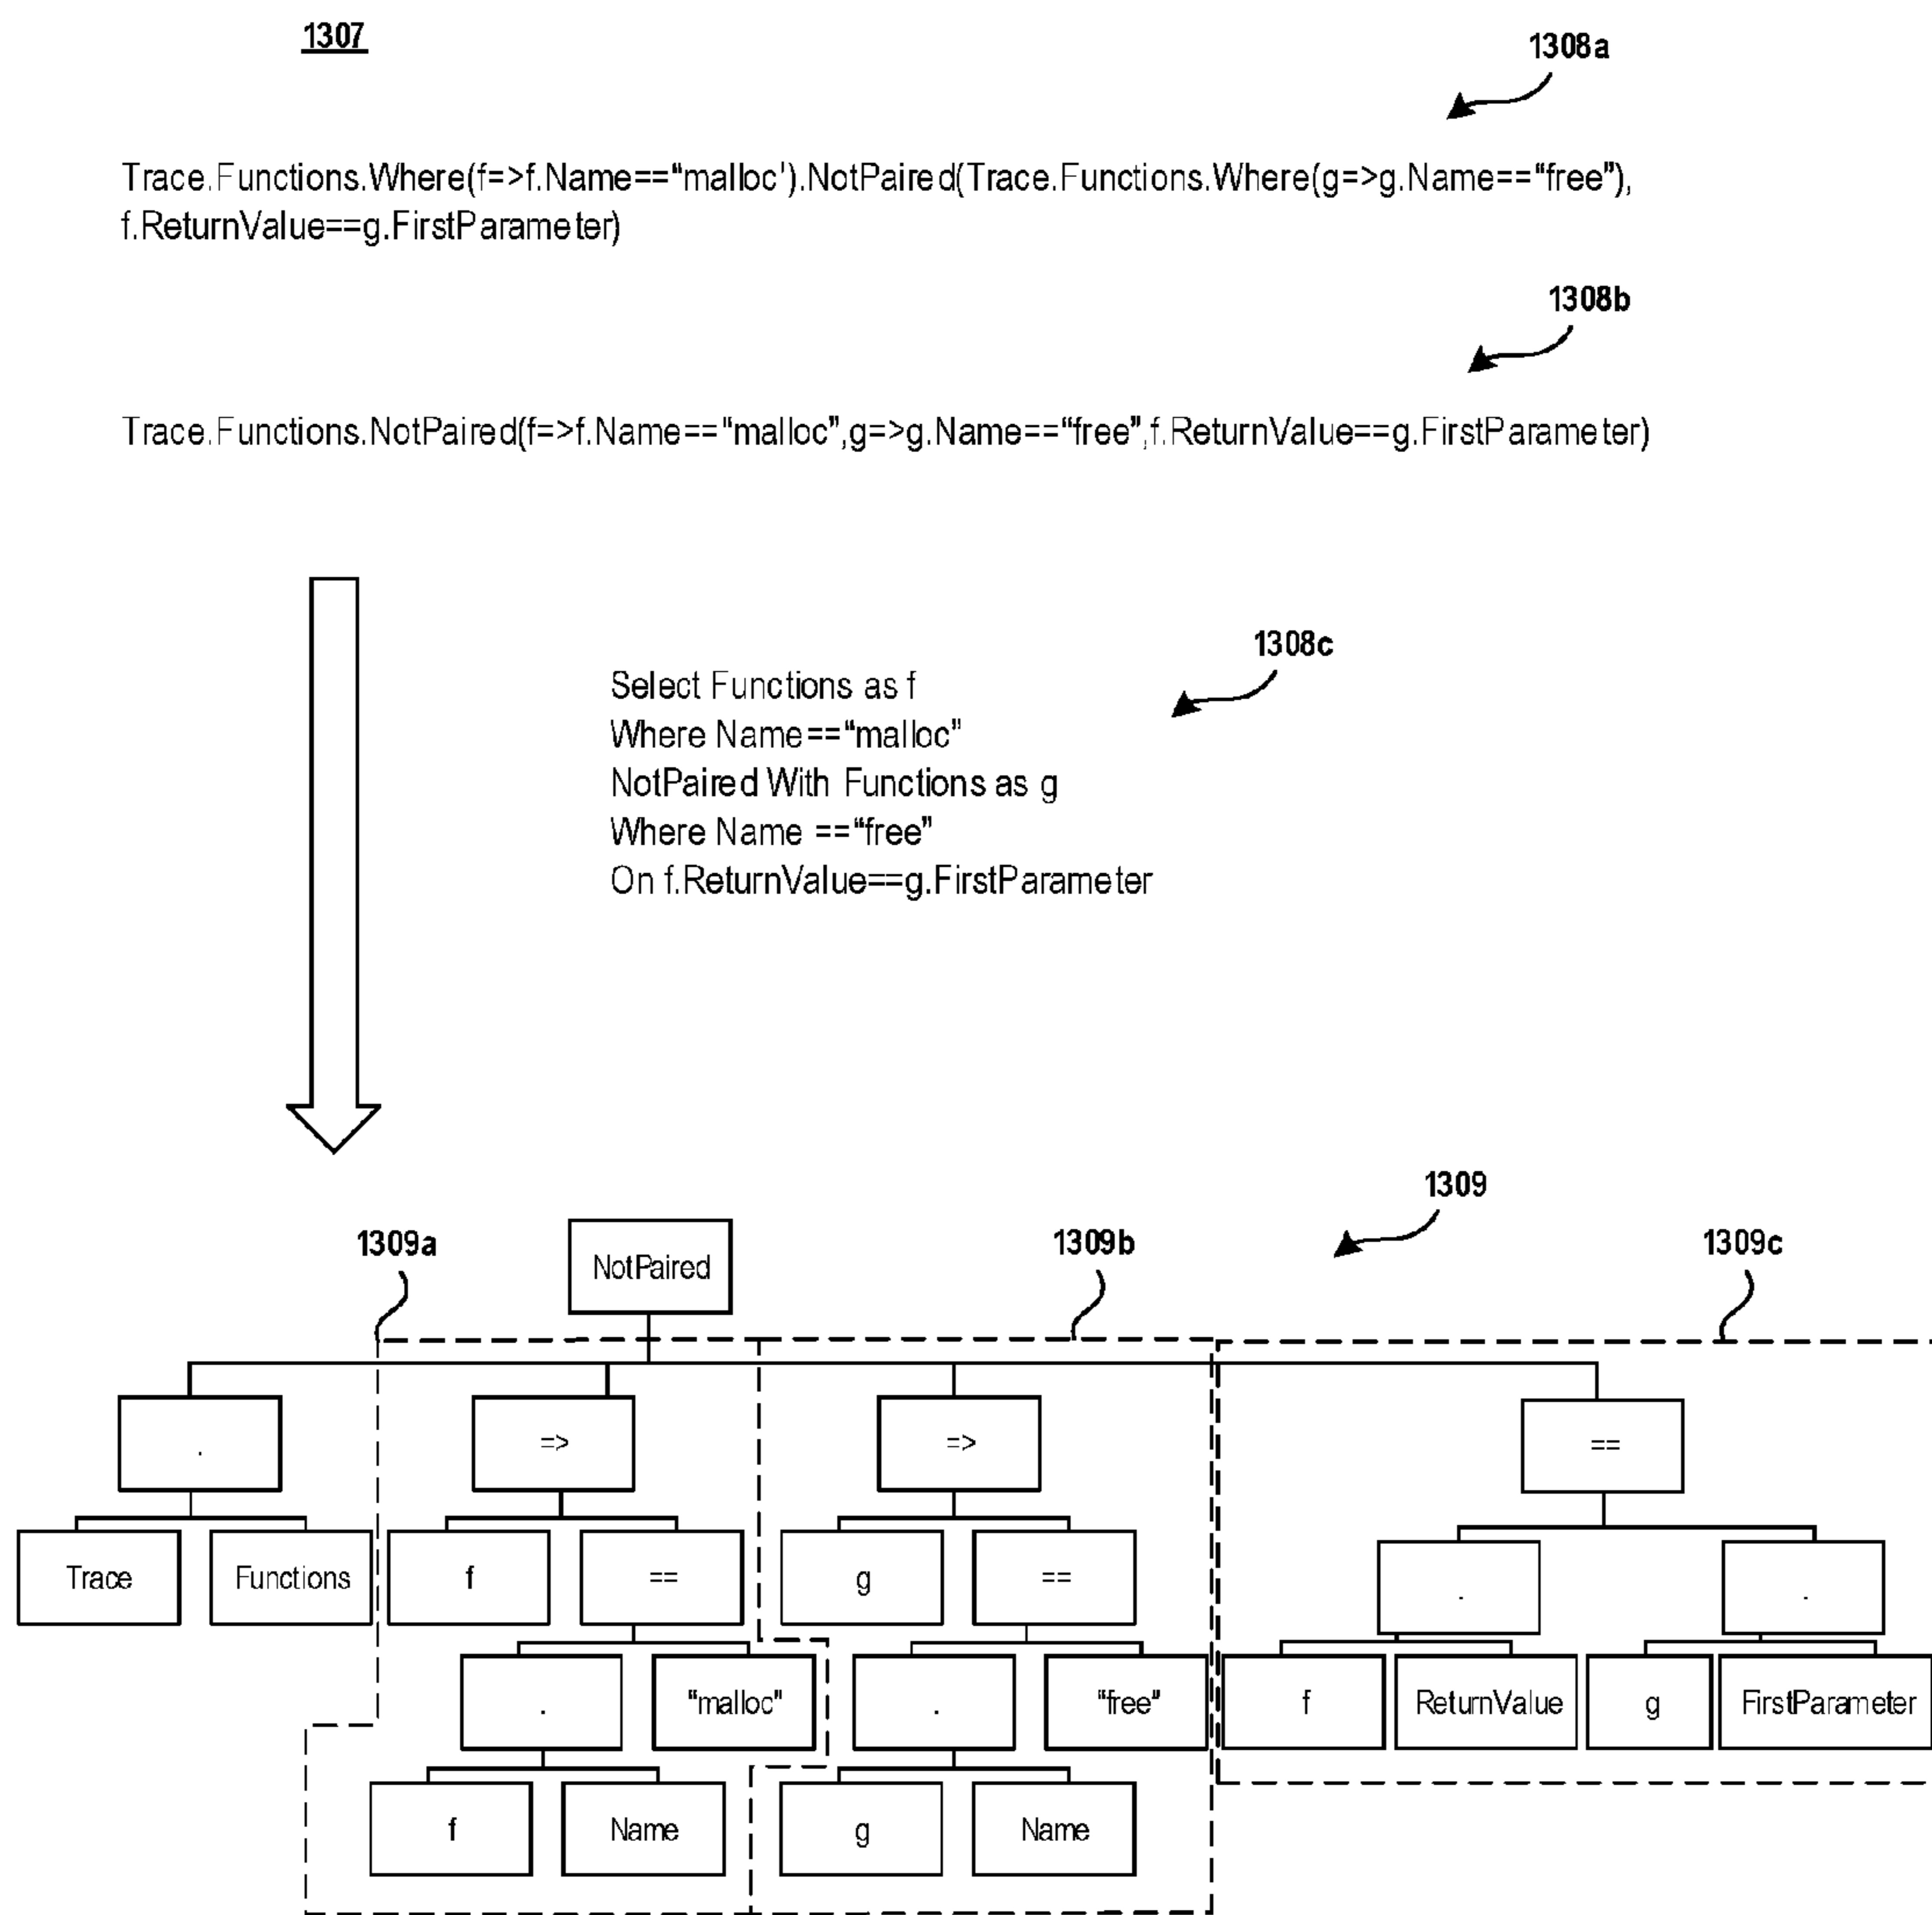 1307
1308a
Trace.Functions.Where(f=>f.Name=="malloc').NotPaired(Trace.Functions.Where(g=>g.Name=="free"),
f.ReturnValue==g.FirstParameter)
1308b
Trace.Functions.NotPaired(f=>f.Name=="malloc",g=>g.Name=="free",f.ReturnValue==g.FirstParameter)
1308c
Select Functions as f
Where Name=="malloc"
NotPaired With Functions as g
Where Name =="free"
On f.ReturnValue==g.FirstParameter
1309
1309a
NotPaired
1309b
1309c
.
=>
=>
==
Trace
Functions
f
==
g
==
.
.
.
"malloc"
.
"free"
f
ReturnValue
g
FirstParameter
f
Name
g
Name